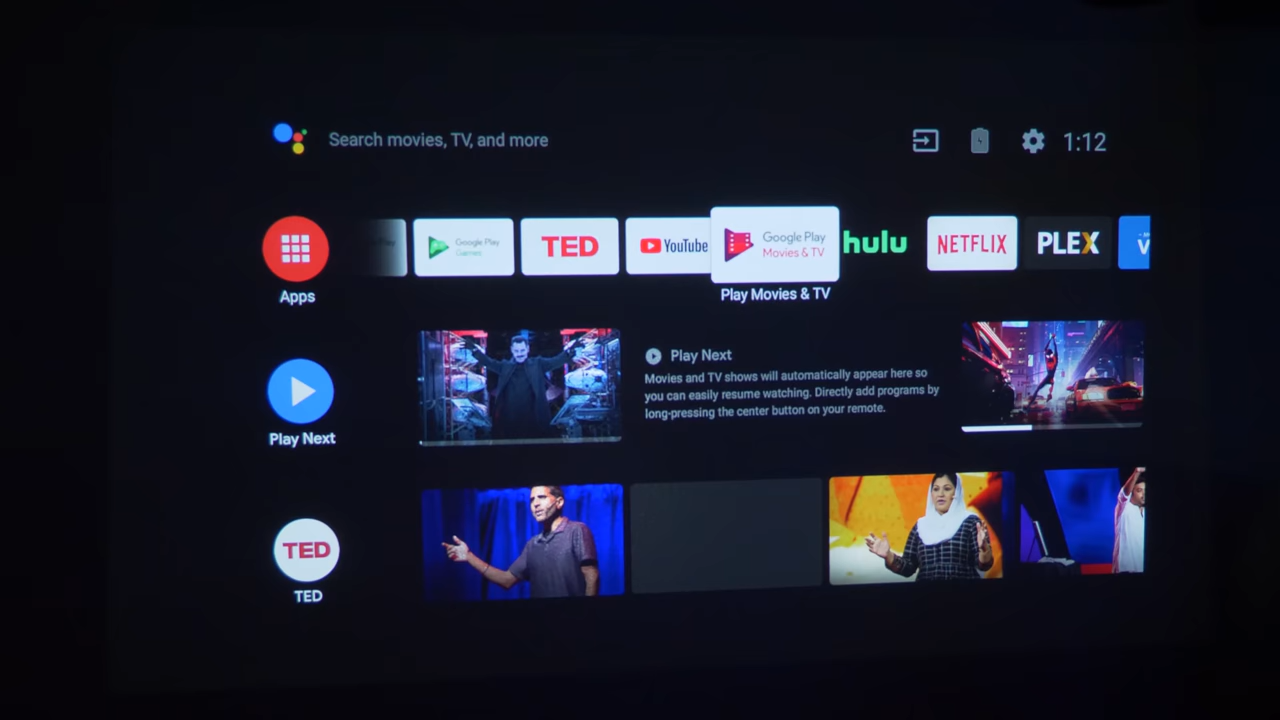 Search movies, TV, and more
1:12
Google Play
Games
TED
YouTube
Google Play
Movies & TV
hulu
NETFLIX
PLEX
V
Apps
Play Movies & TV
Play Next
Movies and TV shows will automatically appear here so
you can easily resume watching. Directly add programs by
long-pressing the center button on your remote.
Play Next
TED
TED